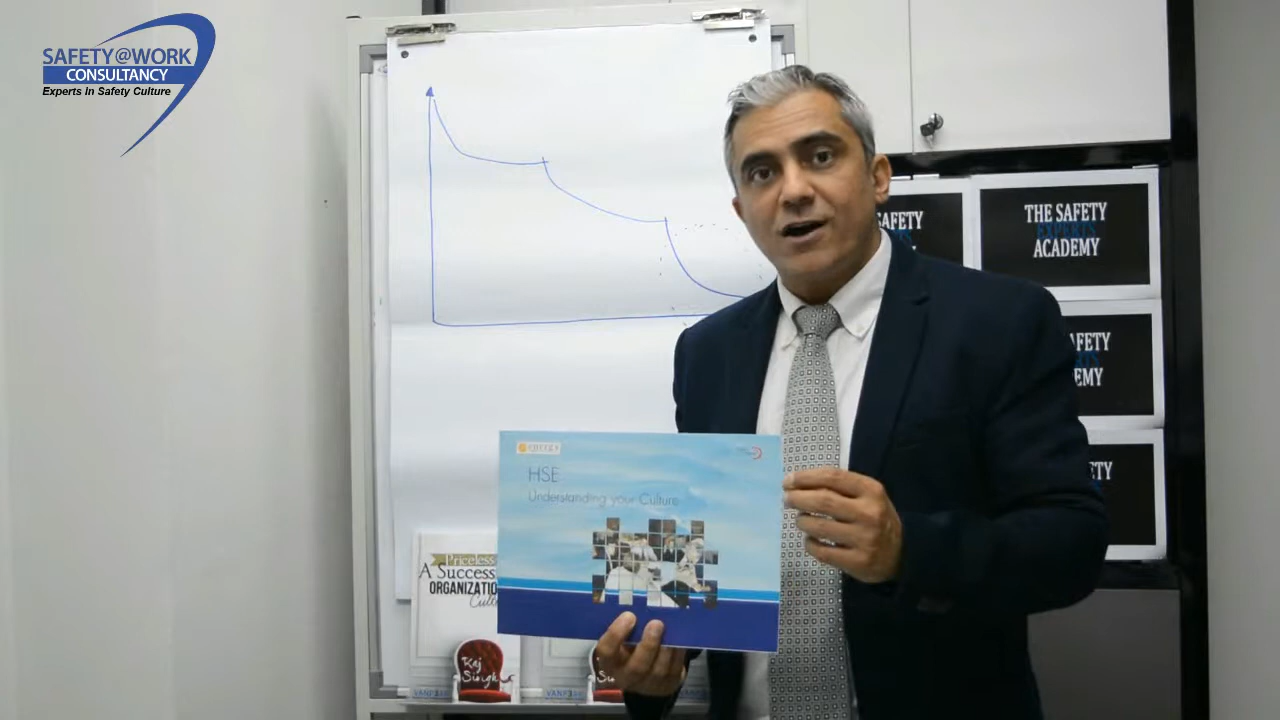 SAFETY@WORK
CONSULTANCY
Experts In Safety Culture
SAFETY
THE SAFETY
EXPERTS
ACADEMY
HSE
Understanding your Culture
Priceless
A Success
ORGANIZATIO
Raj
Singh